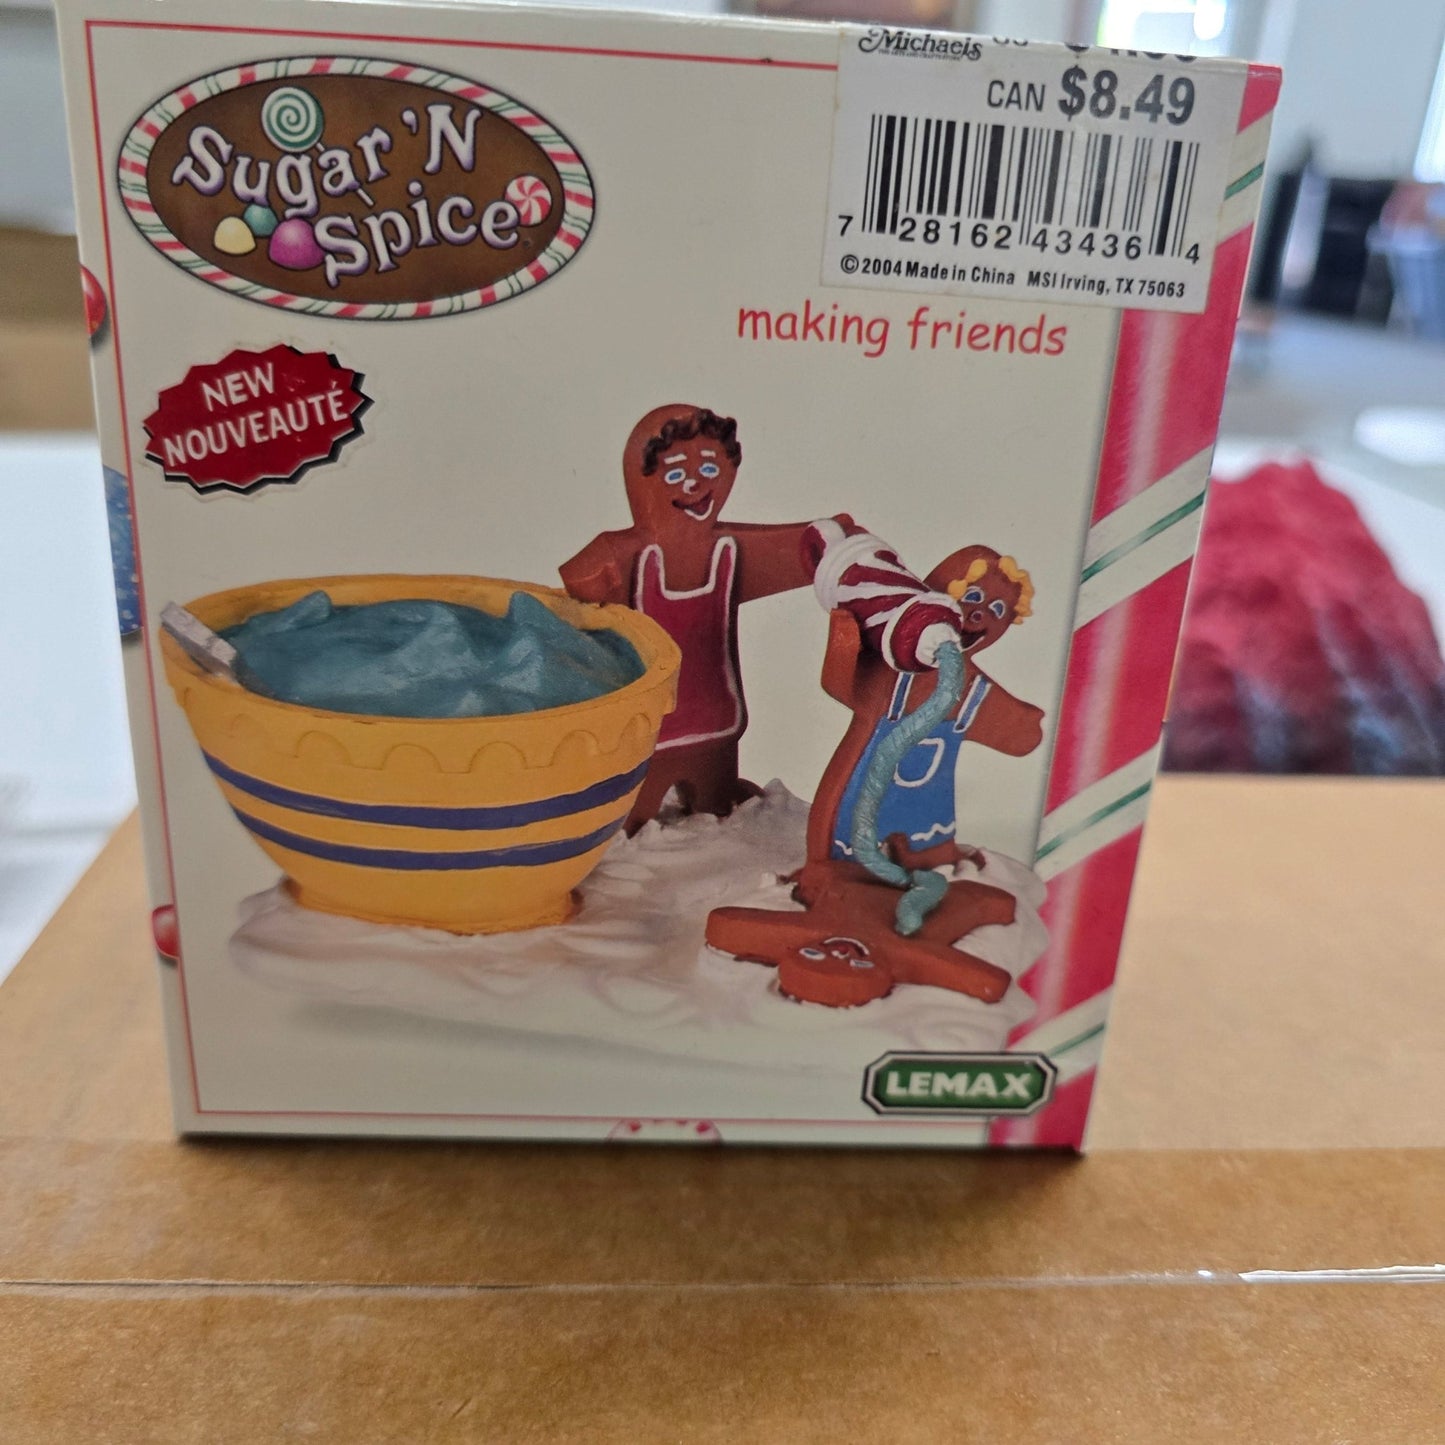 Sugar 'N
Spice
Michaels
CAN $8.49
7 28162 43436 4
©2004 Made in China MSI Irving, TX 75063
making friends
NEW
NOUVEAUTÉ
LEMAX